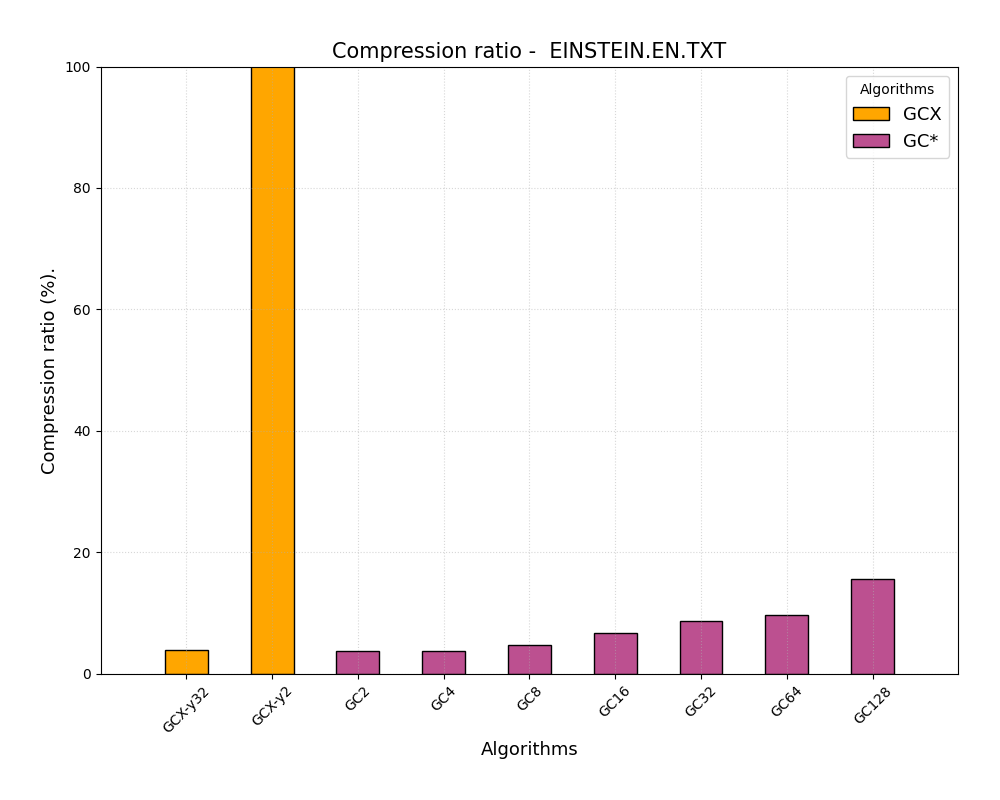 Compression ratio -  EINSTEIN.EN.TXT
Algorithms
GCX
GC*
Compression ratio (%).
100
80
60
40
20
0
GCX-y32
GCX-y2
GC2
GC4
GC8
GC16
GC32
GC64
GC128
Algorithms